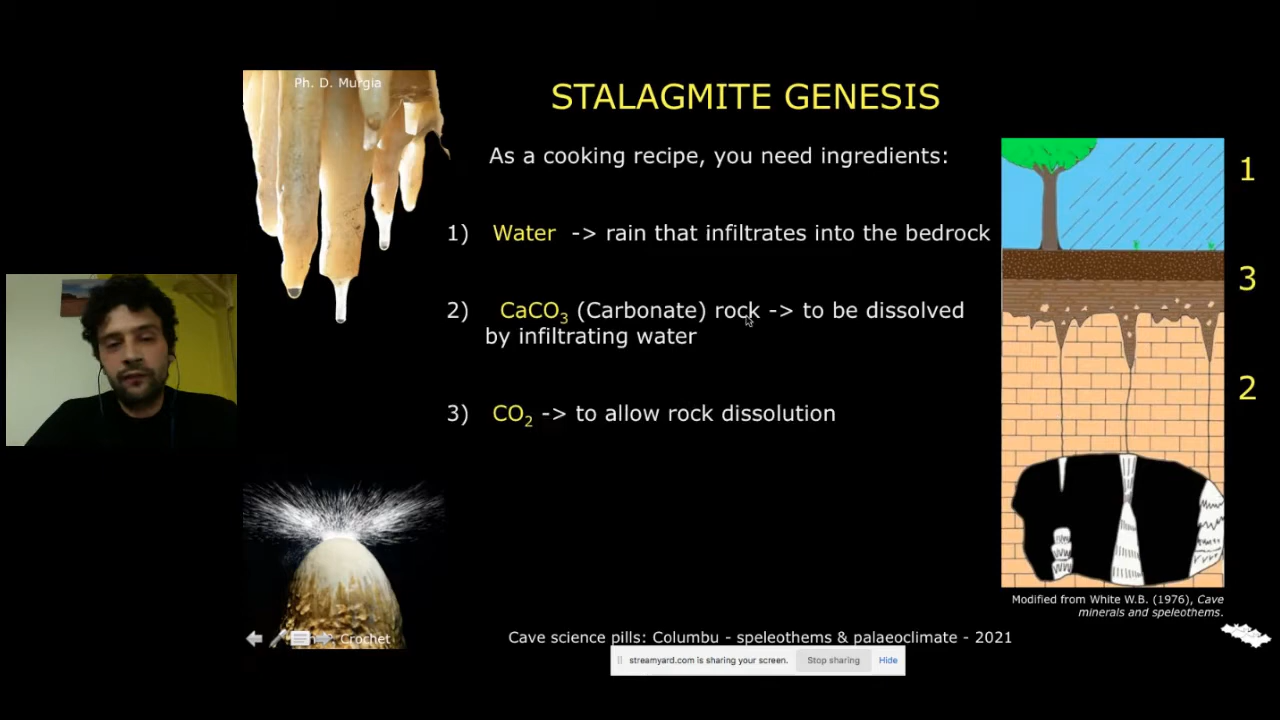 Ph. D. Murgia
STALAGMITE GENESIS
As a cooking recipe, you need ingredients:
1) Water -> rain that infiltrates into the bedrock
2) CaCO₃ (Carbonate) rock -> to be dissolved
by infiltrating water
3) CO₂ -> to allow rock dissolution
1
3
2
Modified from White W.B. (1976), Cave
minerals and speleothems.
Crochet
Cave science pills: Columbu - speleothems & palaeoclimate - 2021
streamyard.com is sharing your screen. Stop sharing Hide